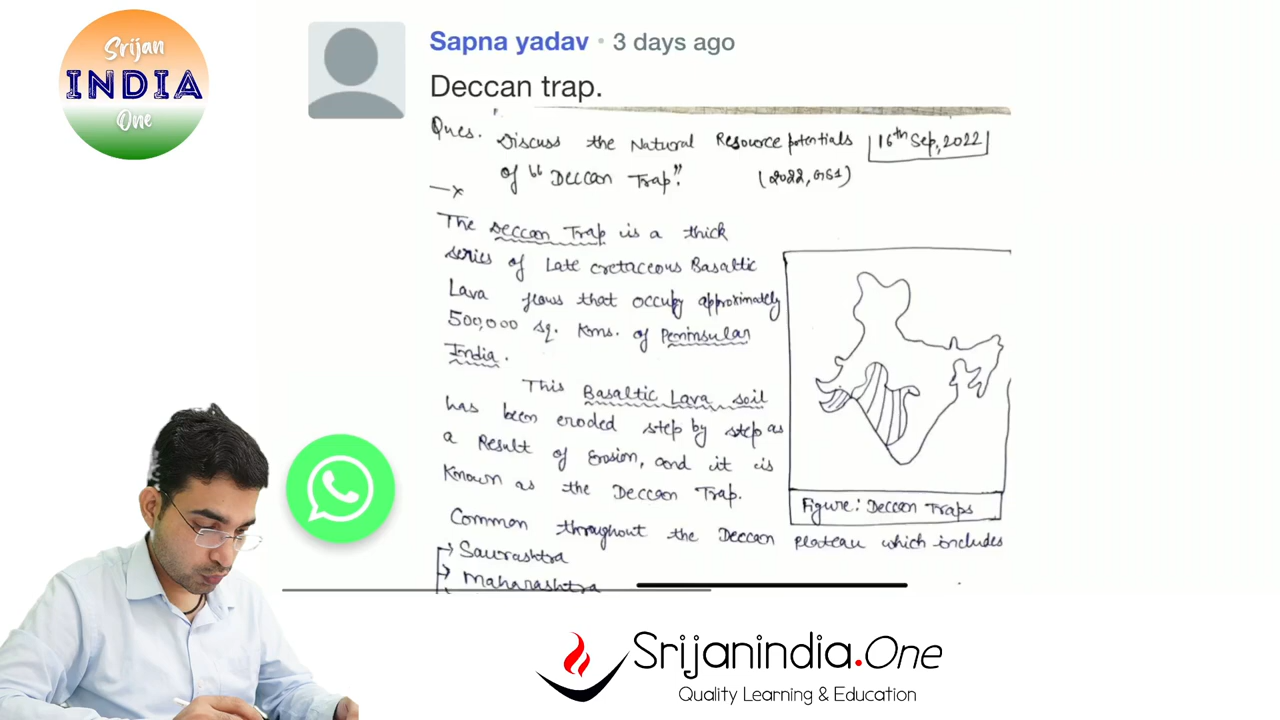 Srijan
INDIA
One
Sapna yadav · 3 days ago
Deccan trap.
Ques. Discuss the Natural Resource potentials
of "Deccan Trap".
(2022, GS1)
16th Sep, 2022
The Deccan Trap is a thick
series of Late cretaceous Basaltic
Lava flows that occupy approximately
500,000 sq. Kms. of Peninsular
India.
This Basaltic Lava soil
has been eroded step by step as
a Result of Erosion, and it is
Known as the Deccan Trap.
Figure: Deccan Traps
Common throughout the Deccan plateau which includes
→ Saurashtra
→ Maharashtra
Srijanindia.One
Quality Learning & Education